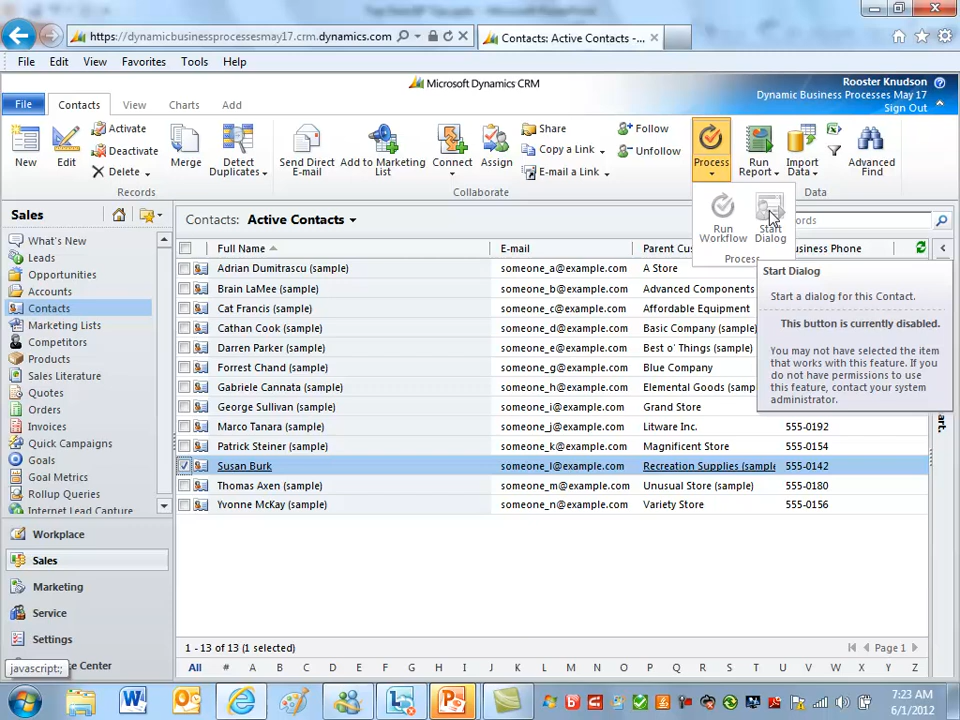 https://dynamicbusinessprocessesmay17.crm.dynamics.com
Contacts: Active Contacts -...
File Edit View Favorites Tools Help
Microsoft Dynamics CRM
Rooster Knudson
Dynamic Business Processes May 17
Sign Out
File Contacts View Charts Add
New
Edit
Activate
Deactivate
Delete
Merge
Detect Duplicates
Send Direct E-mail
Add to Marketing List
Connect
Assign
Share
Copy a Link
E-mail a Link
Follow
Unfollow
Process
Run Report
Import Data
Advanced Find
Records
Collaborate
Data
Run Workflow
Start Dialog
Process
Start Dialog
Start a dialog for this Contact.
This button is currently disabled.
You may not have selected the item
that works with this feature. If you
do not have permissions to use
this feature, contact your system
administrator.
Sales
What's New
Leads
Opportunities
Accounts
Contacts
Marketing Lists
Competitors
Products
Sales Literature
Quotes
Orders
Invoices
Quick Campaigns
Goals
Goal Metrics
Rollup Queries
Internet Lead Capture
Workplace
Sales
Marketing
Service
Settings
Center
javascript:;
Contacts: Active Contacts
Full Name E-mail Parent Cus Business Phone
Adrian Dumitrascu (sample) someone_a@example.com A Store
Brain LaMee (sample) someone_b@example.com Advanced Components
Cat Francis (sample) someone_c@example.com Affordable Equipment
Cathan Cook (sample) someone_d@example.com Basic Company (sample)
Darren Parker (sample) someone_e@example.com Best o' Things (sample)
Forrest Chand (sample) someone_g@example.com Blue Company
Gabriele Cannata (sample) someone_h@example.com Elemental Goods (samp
George Sullivan (sample) someone_i@example.com Grand Store
Marco Tanara (sample) someone_j@example.com Litware Inc. 555-0192
Patrick Steiner (sample) someone_k@example.com Magnificent Store 555-0154
Susan Burk someone_l@example.com Recreation Supplies (sample 555-0142
Thomas Axen (sample) someone_m@example.com Unusual Store (sample) 555-0180
Yvonne McKay (sample) someone_n@example.com Variety Store 555-0156
1 - 13 of 13 (1 selected)
Page 1
All # A B C D E F G H I J K L M N O P Q R S T U V W X Y Z
7:23 AM
6/1/2012